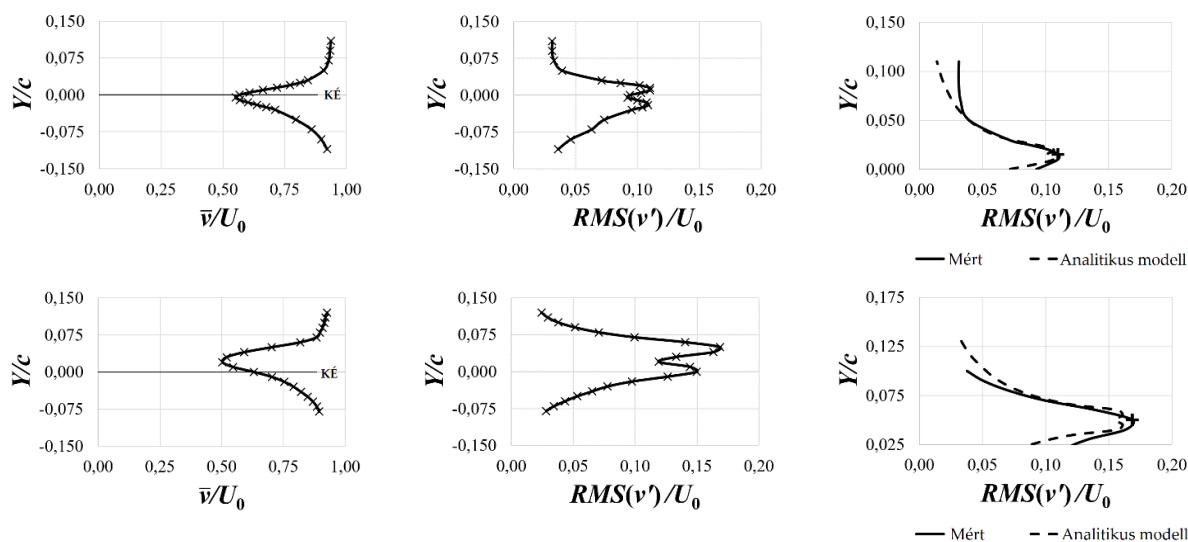 0,150
0,075
0,000
-0,075
-0,150
Y/c
KÉ
0,00 0,25 0,50 0,75 1,00
v̅/U₀
0,150
0,075
0,000
-0,075
-0,150
Y/c
0,00 0,05 0,10 0,15 0,20
RMS(v')/U₀
0,150
0,100
0,050
0,000
Y/c
0,00 0,05 0,10 0,15 0,20
RMS(v')/U₀
Mért Analitikus modell
0,150
0,075
0,000
-0,075
-0,150
Y/c
KÉ
0,00 0,25 0,50 0,75 1,00
v̅/U₀
0,150
0,075
0,000
-0,075
-0,150
Y/c
0,00 0,05 0,10 0,15 0,20
RMS(v')/U₀
0,175
0,125
0,075
0,025
Y/c
0,00 0,05 0,10 0,15 0,20
RMS(v')/U₀
Mért Analitikus modell